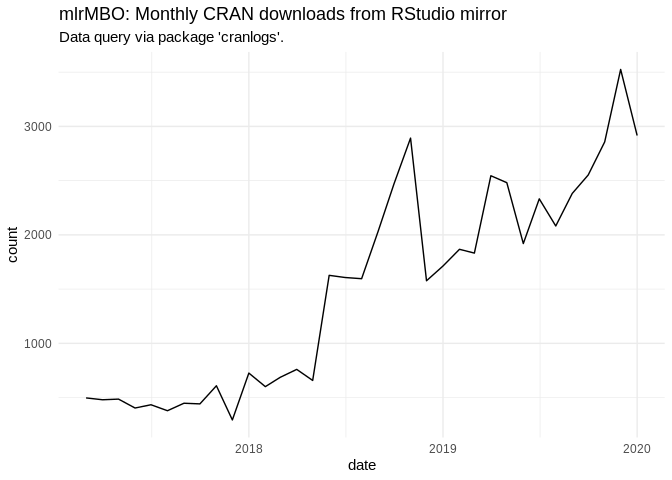 mlrMBO: Monthly CRAN downloads from RStudio mirror
Data query via package 'cranlogs'.
3000
2000
1000
count
2018
2019
2020
date